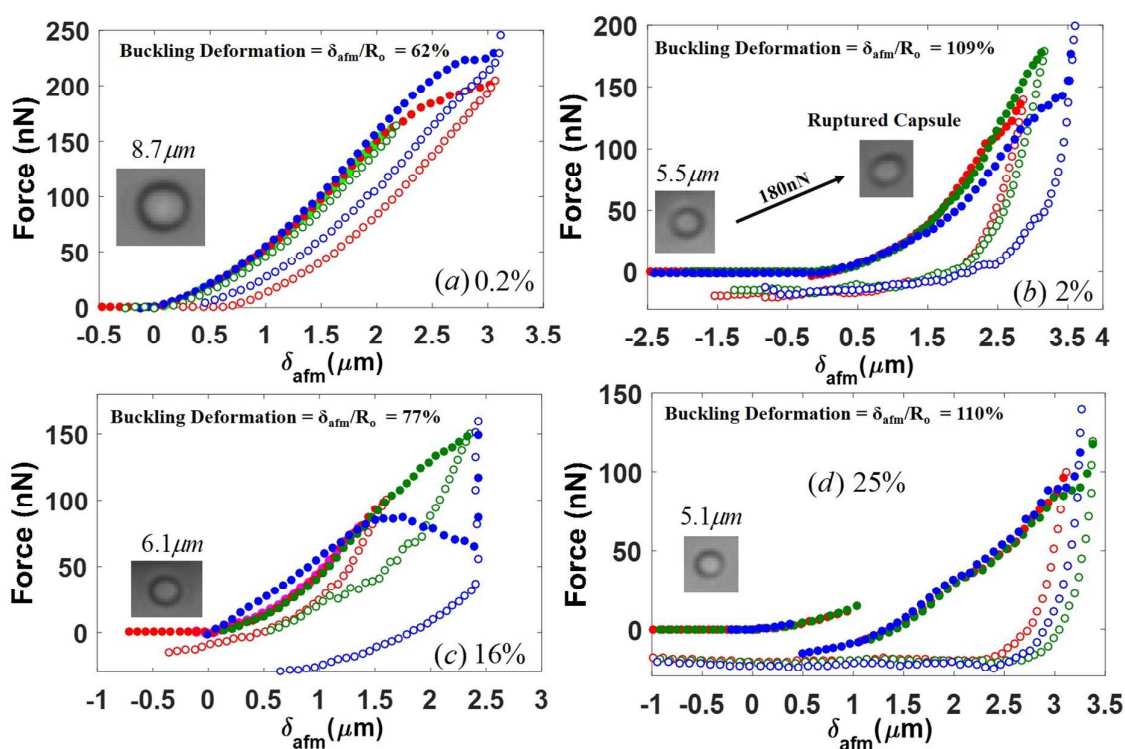 250
200
150
100
50
0
Force (nN)
Buckling Deformation = δafm/Ro = 62%
8.7μm
(a) 0.2%
-0.5 0 0.5 1 1.5 2 2.5 3 3.5
δafm (μm)
200
150
100
50
0
Force (nN)
Buckling Deformation = δafm/Ro = 109%
Ruptured Capsule
5.5μm
180nN
(b) 2%
-2.5 -1.5 -0.5 0.5 1.5 2.5 3.5 4
δafm (μm)
150
100
50
0
Force (nN)
Buckling Deformation = δafm/Ro = 77%
6.1μm
(c) 16%
-1 -0.5 0 0.5 1 1.5 2 2.5 3
δafm (μm)
150
100
50
0
Force (nN)
Buckling Deformation = δafm/Ro = 110%
(d) 25%
5.1μm
-1 -0.5 0 0.5 1 1.5 2 2.5 3 3.5
δafm (μm)